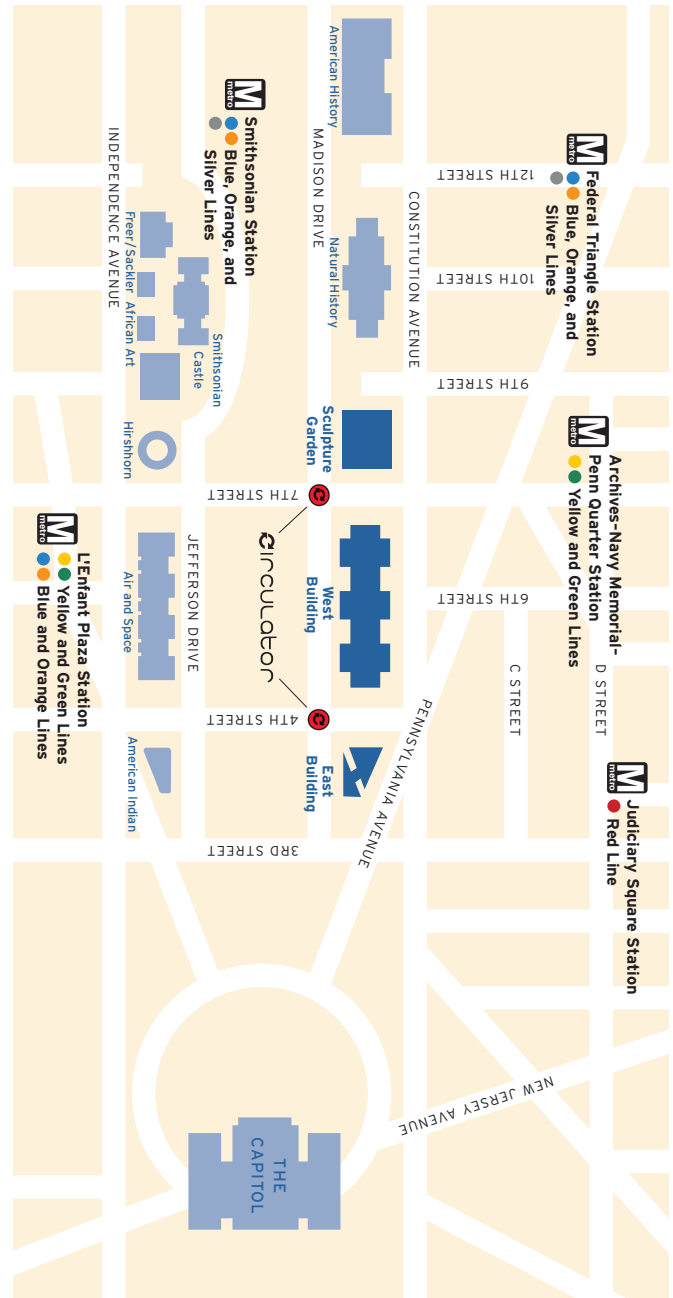 M
metro
Federal Triangle Station
Blue, Orange, and
Silver Lines
M
metro
Archives–Navy Memorial–
Penn Quarter Station
Yellow and Green Lines
M
metro
Judiciary Square Station
Red Line
D STREET
C STREET
12TH STREET
10TH STREET
9TH STREET
6TH STREET
NEW JERSEY AVENUE
PENNSYLVANIA AVENUE
CONSTITUTION AVENUE
American History
Natural History
Sculpture
Garden
West
Building
East
Building
MADISON DRIVE
7TH STREET
Circulator
4TH STREET
3RD STREET
THE
CAPITOL
M
metro
Smithsonian Station
Blue, Orange, and
Silver Lines
JEFFERSON DRIVE
Smithsonian
Castle
Freer/Sackler
African Art
Hirshhorn
Air and Space
American Indian
INDEPENDENCE AVENUE
M
metro
L'Enfant Plaza Station
Yellow and Green Lines
Blue and Orange Lines